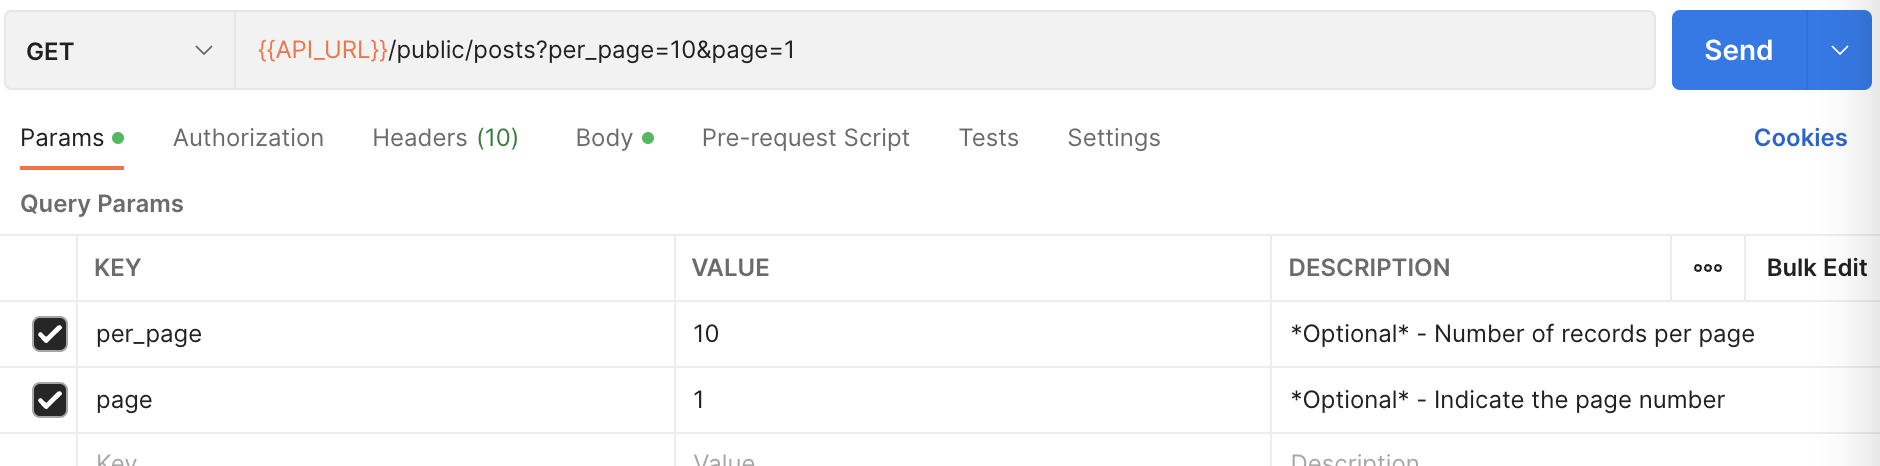 GET {{API_URL}}/public/posts?per_page=10&page=1 Send
Params Authorization Headers (10) Body Pre-request Script Tests Settings Cookies
Query Params
KEY VALUE DESCRIPTION Bulk Edit
per_page 10 *Optional* - Number of records per page
page 1 *Optional* - Indicate the page number
Key Value Description